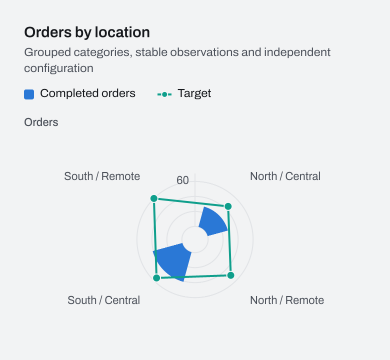 Orders by location
Grouped categories, stable observations and independent
configuration
Completed orders
Target
Orders
South / Remote
60
North / Central
South / Central
North / Remote